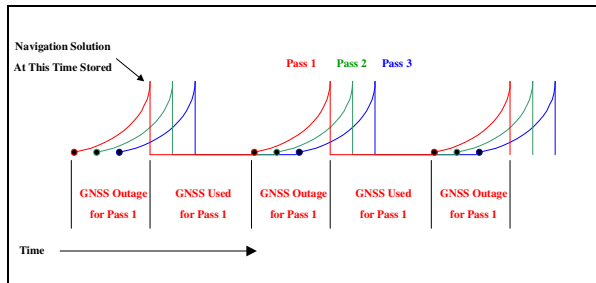 Navigation Solution
At This Time Stored
Pass 1 Pass 2 Pass 3
GNSS Outage for Pass 1
GNSS Used for Pass 1
GNSS Outage for Pass 1
GNSS Used for Pass 1
GNSS Outage for Pass 1
Time